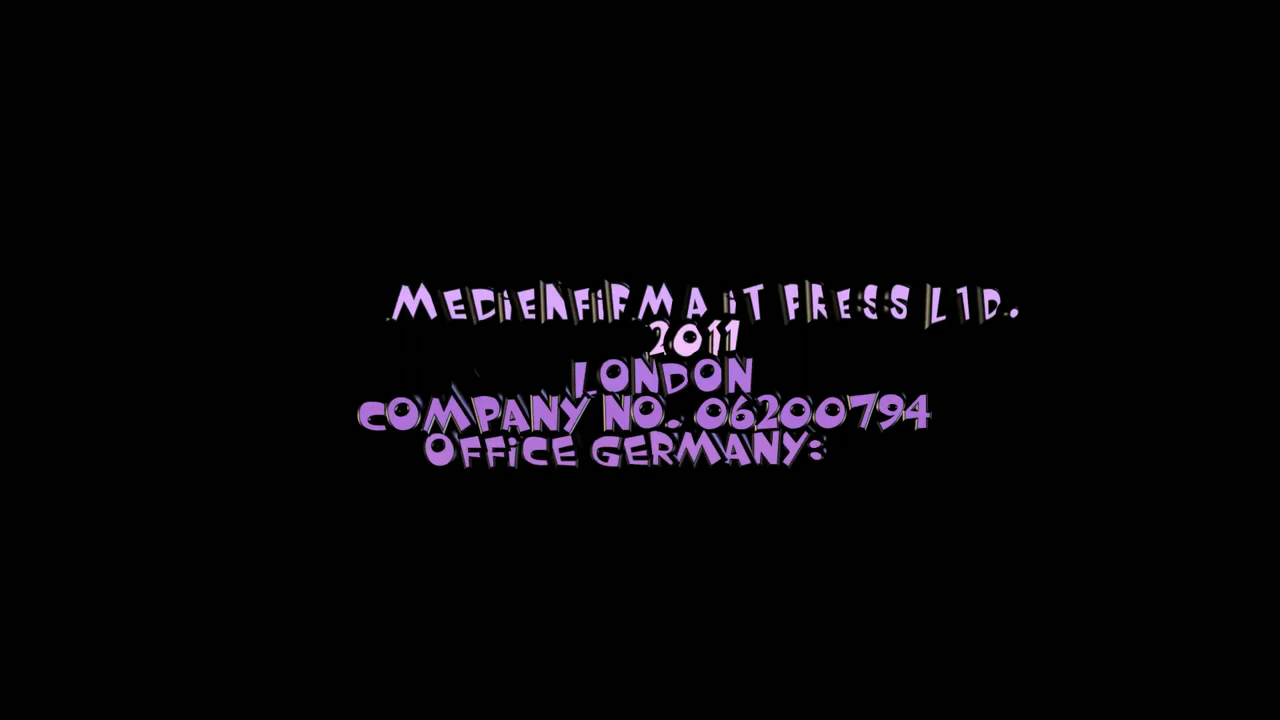 MEDiENFiRMA iT PRESS LTD.
2011
LONDON
COMPANY NO. 06200794
OFFiCE GERMANY: